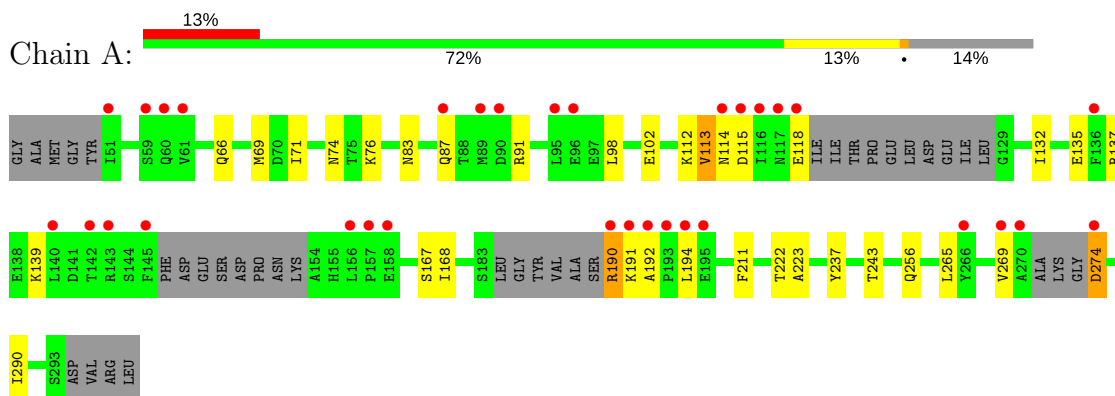 13%
Chain A:
72% 13% • 14%
GLY ALA MET GLY TYR I51 S59 Q60 V61 Q66 M69 D70 I71 N74 T75 K76 N83 Q87 T88 M89 D90 R91 L95 E96 E97 L98 E102 K112 V113 N114 D115 I116 N117 E118 ILE ILE THR PRO GLU LEU ASP GLU ILE LEU G129 I132 E135 F136
E138 K139 L140 D141 T142 R143 S144 F145 PHE ASP GLU SER ASP PRO ASN LYS A154 H155 L156 P157 E158 S167 I168 S183 LEU GLY TYR VAL ALA SER R190 K191 A192 P193 L194 E195 F211 T222 A223 Y237 T243 Q256 L265 Y266 V269 A270 ALA LYS GLY D274
I290 S293 ASP VAL ARG LEU